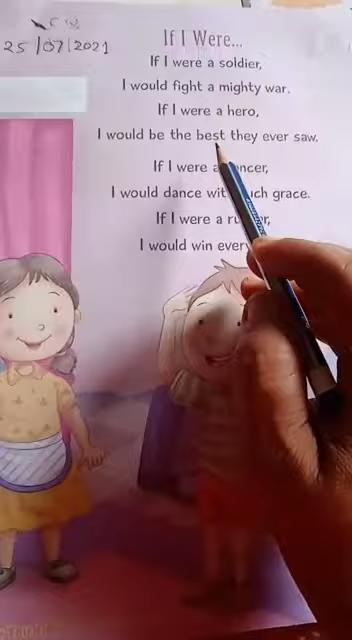 25/07/2021
If I Were...
If I were a soldier,
I would fight a mighty war.
If I were a hero,
I would be the best they ever saw.
If I were a
I would dance grace.
If I were a
I would win